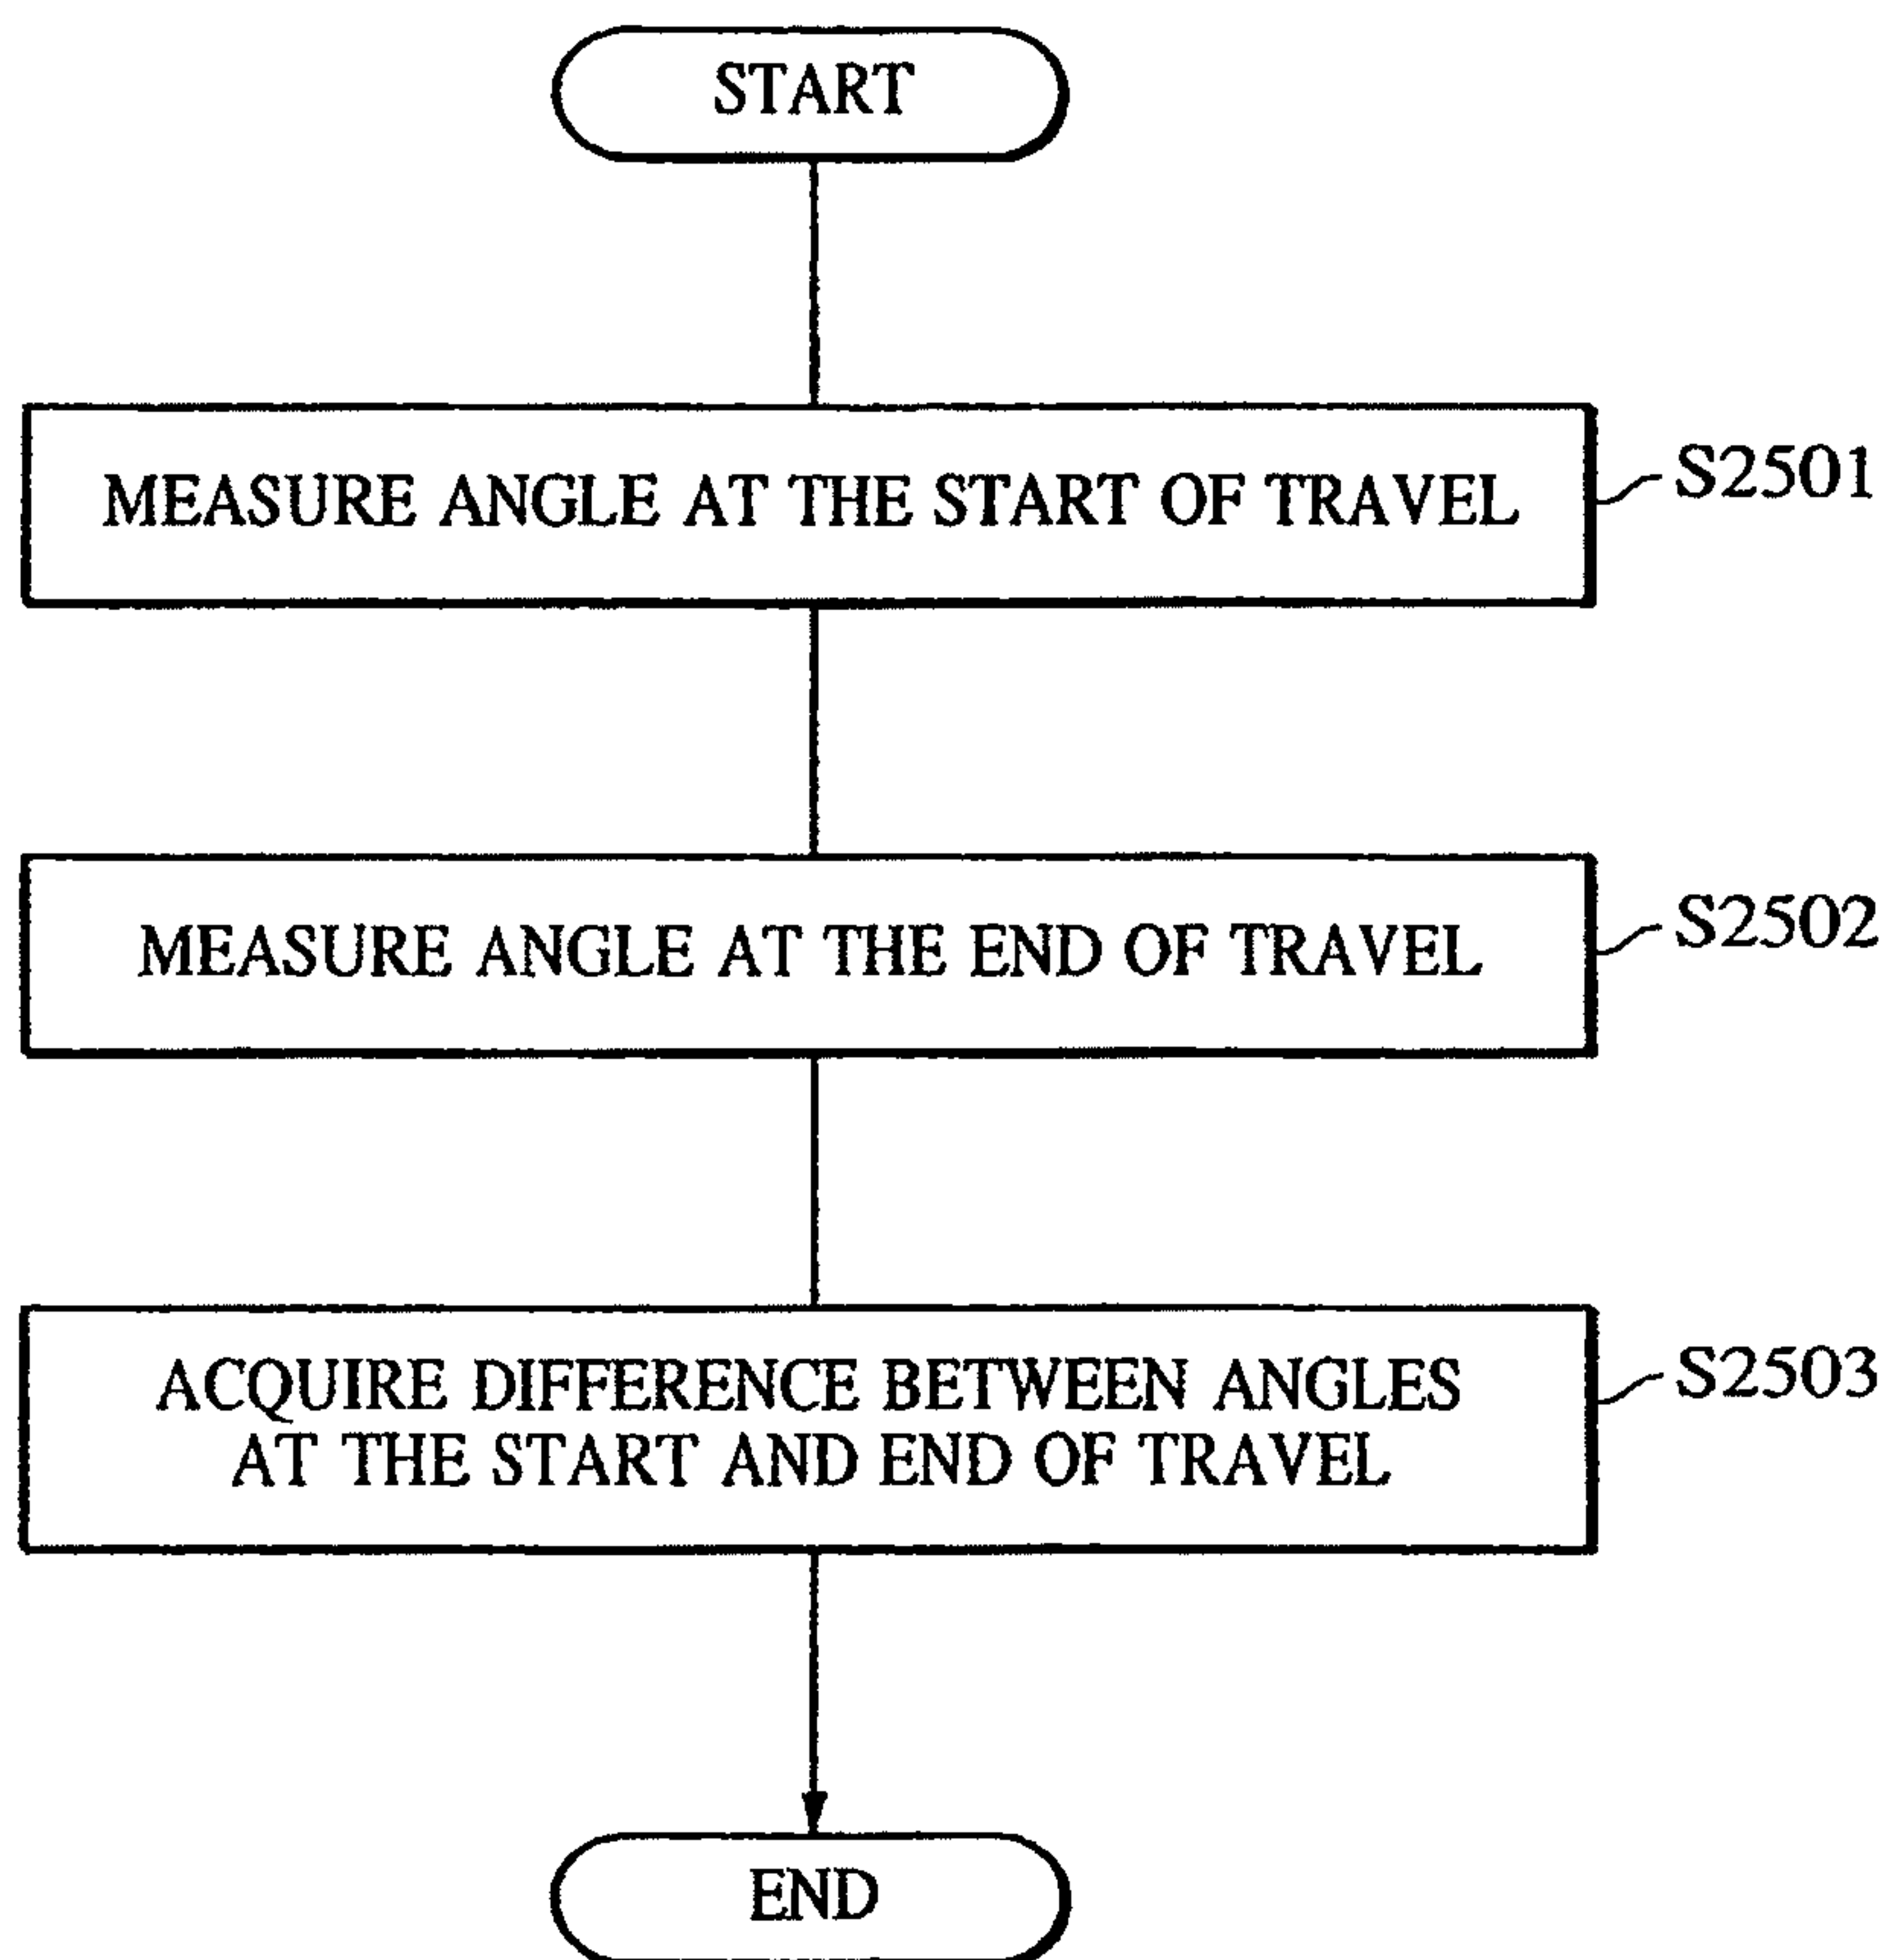 START
MEASURE ANGLE AT THE START OF TRAVEL
S2501
MEASURE ANGLE AT THE END OF TRAVEL
S2502
ACQUIRE DIFFERENCE BETWEEN ANGLES
AT THE START AND END OF TRAVEL
S2503
END